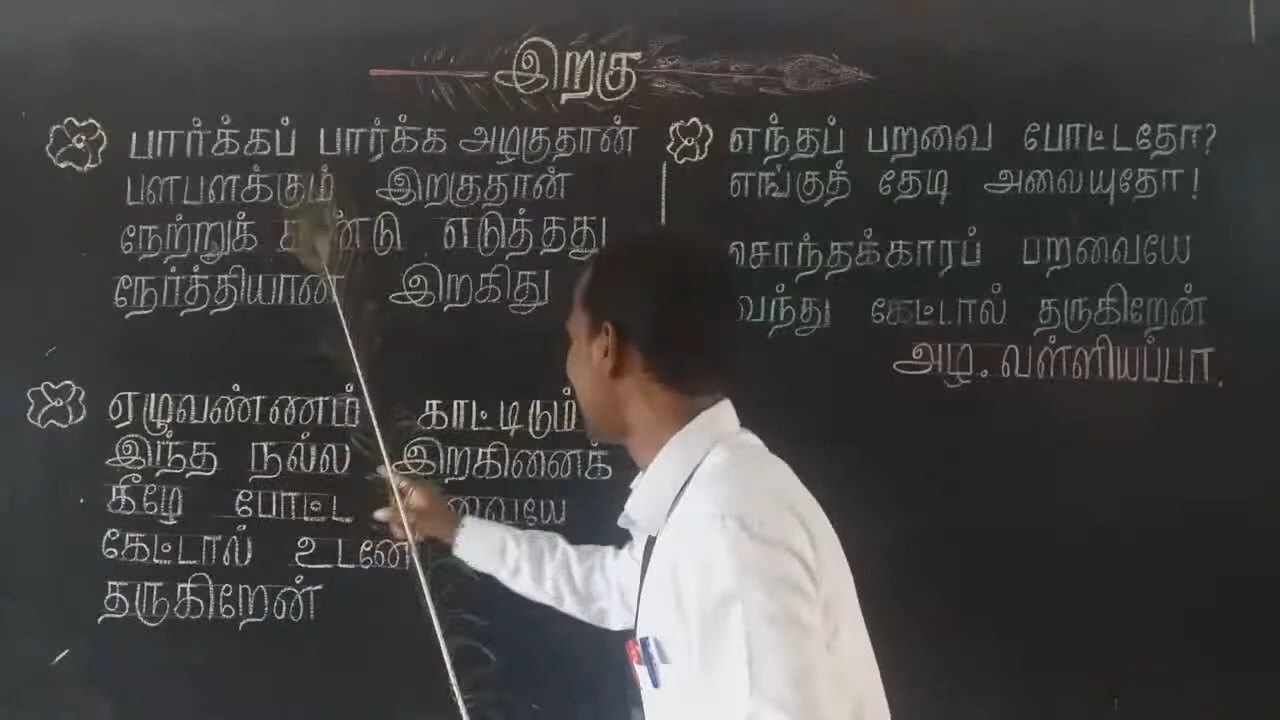 இறகு
பார்க்கப் பார்க்க அழகுதான்
பளபளக்கும் இறகுதான்
நேற்றுக் எடுத்தது
நேர்த்தியான இறகிது
ஏழுவண்ணம் காட்டிடும்
இந்த நல்ல இறகினைக்
கீழே போட்ட
கேட்டால் உடனே
தருகிறேன்
எந்தப் பறவை போட்டதோ?
எங்குத் தேடி அலையுதோ!
சொந்தக்காரப் பறவையே
வந்து கேட்டால் தருகிறேன்
அழ. வள்ளியப்பா.